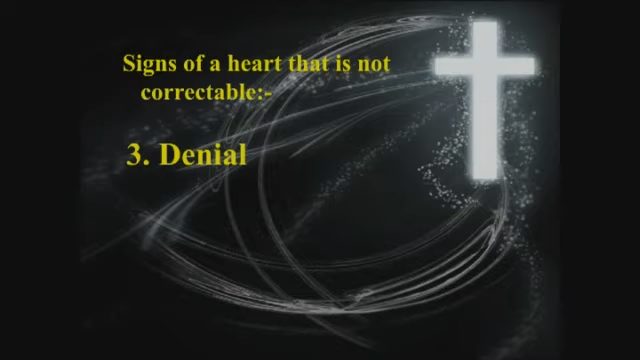 Signs of a heart that is not
correctable:-
3. Denial